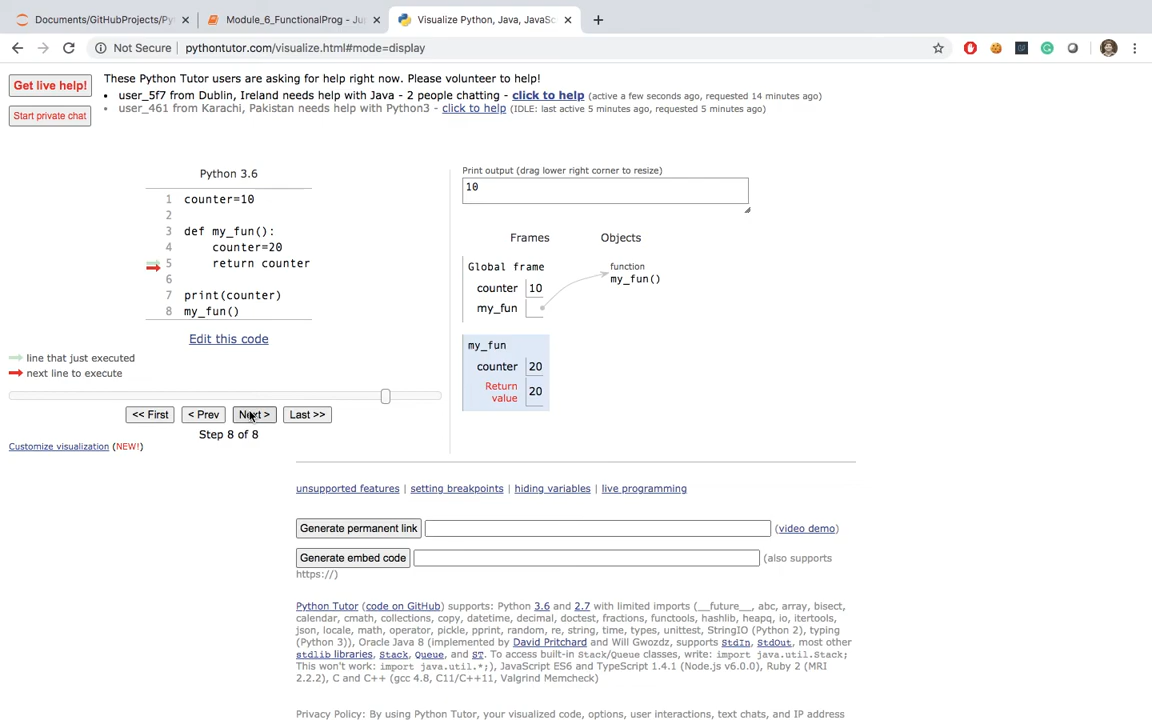 Documents/GitHubProjects/Py
Module_6_FunctionalProg - Ju
Visualize Python, Java, JavaSc
Not Secure
pythontutor.com/visualize.html#mode=display
Get live help!
Start private chat
These Python Tutor users are asking for help right now. Please volunteer to help!
• user_5f7 from Dublin, Ireland needs help with Java - 2 people chatting - click to help (active a few seconds ago, requested 14 minutes ago)
• user_461 from Karachi, Pakistan needs help with Python3 - click to help (IDLE: last active 5 minutes ago, requested 5 minutes ago)
Python 3.6
1 counter=10
2
3 def my_fun():
4 counter=20
5 return counter
6
7 print(counter)
8 my_fun()
Edit this code
line that just executed
next line to execute
<< First < Prev Next > Last >>
Step 8 of 8
Customize visualization (NEW!)
Print output (drag lower right corner to resize)
10
Frames Objects
Global frame
counter 10
my_fun
function
my_fun()
my_fun
counter 20
Return
value 20
unsupported features | setting breakpoints | hiding variables | live programming
Generate permanent link (video demo)
Generate embed code (also supports
https://)
Python Tutor (code on GitHub) supports: Python 3.6 and 2.7 with limited imports (__future__, abc, array, bisect,
calendar, cmath, collections, copy, datetime, decimal, doctest, fractions, functools, hashlib, heapq, io, itertools,
json, locale, math, operator, pickle, pprint, random, re, string, time, types, unittest, StringIO (Python 2), typing
(Python 3)), Oracle Java 8 (implemented by David Pritchard and Will Gwozdz. supports StdIn, StdOut, most other
stdlib libraries, Stack, Queue, and ST. To access built-in Stack/Queue classes, write: import java.util.Stack;
This won't work: import java.util.*;), JavaScript ES6 and TypeScript 1.4.1 (Node.js v6.0.0), Ruby 2 (MRI
2.2.2), C and C++ (gcc 4.8, C11/C++11, Valgrind Memcheck)
Privacy Policy: By using Python Tutor, your visualized code, options, user interactions, text chats, and IP address